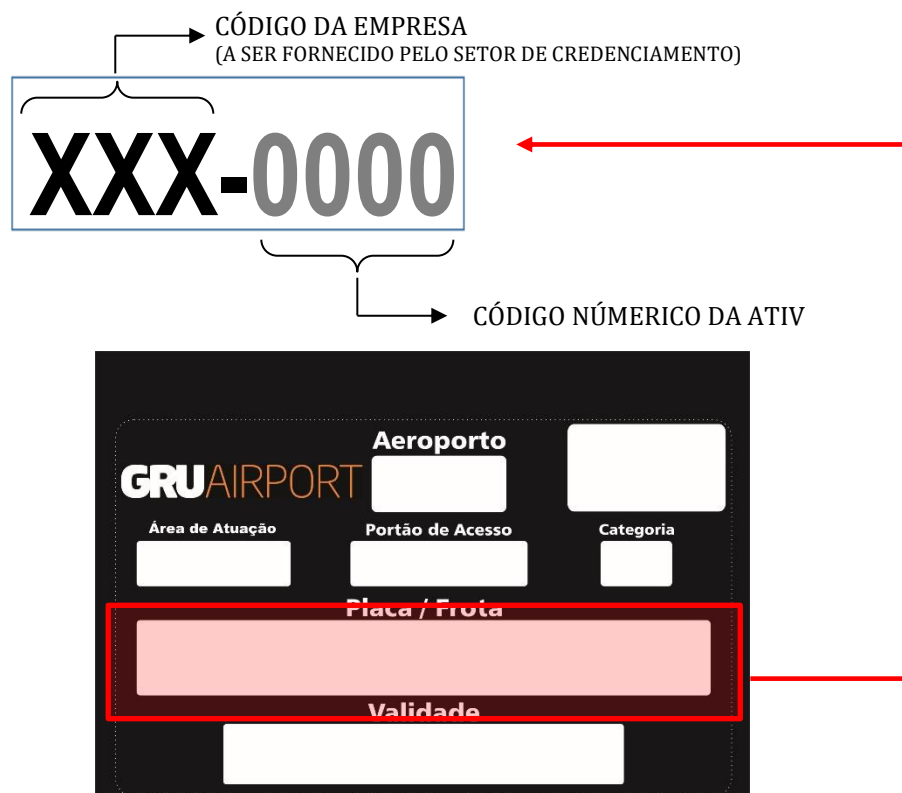 CÓDIGO DA EMPRESA
(A SER FORNECIDO PELO SETOR DE CREDENCIAMENTO)
XXX-0000
CÓDIGO NÚMERICO DA ATIV
Aeroporto
GRUAIRPORT
Área de Atuação Portão de Acesso Categoria
Placa / Frota
Validade